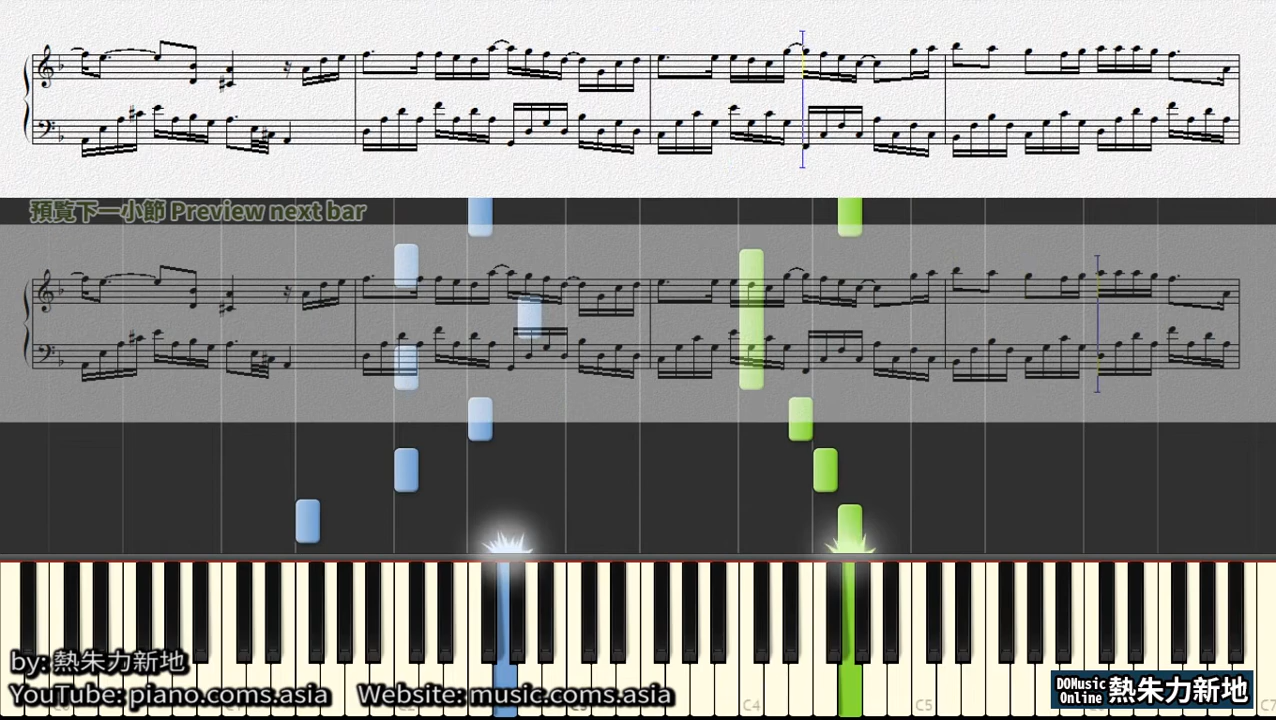 預覧下一小節 Preview next bar
by: 熱朱力新地
YouTube: piano.coms.asia Website: music.coms.asia
C4
C5
C7
DOMusic Online 熱朱力新地